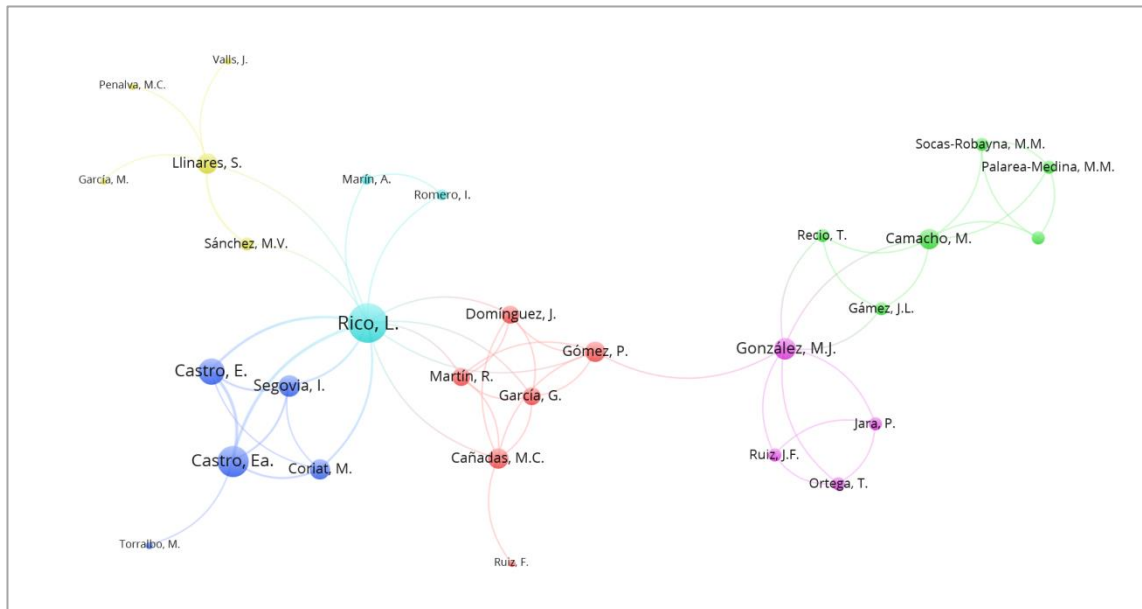 Valls, J.
Penalva, M.C.
Llinares, S.
García, M.
Sánchez, M.V.
Marín, A.
Romero, I.
Socas-Robayna, M.M.
Palarea-Medina, M.M.
Recio, T.
Camacho, M.
Gámez, J.L.
Rico, L.
Domínguez, J.
Gómez, P.
González, M.J.
Castro, E.
Segovia, I.
Martín, R.
García, G.
Jara, P.
Castro, Ea.
Coriat, M.
Cañadas, M.C.
Ruiz, J.F.
Ortega, T.
Torralbo, M.
Ruiz, F.